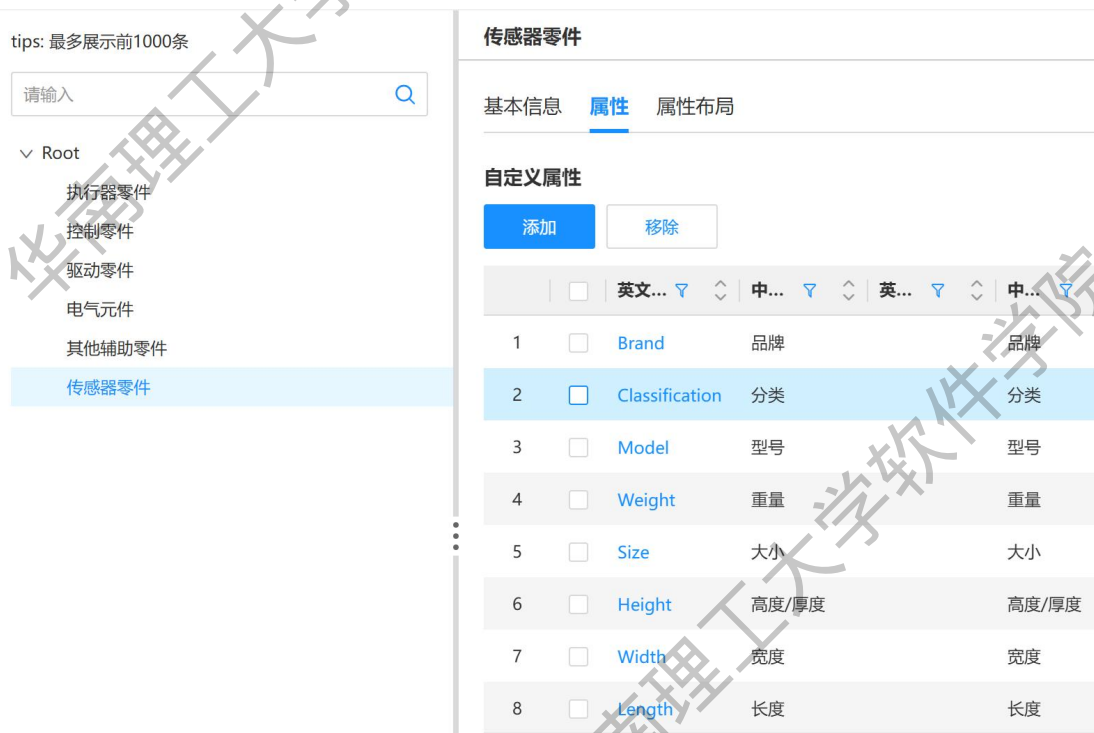 tips: 最多展示前1000条
请输入
Root
执行器零件
控制零件
驱动零件
电气元件
其他辅助零件
传感器零件
传感器零件
基本信息 属性 属性布局
自定义属性
添加 移除
英文... 中... 英... 中...
1 Brand 品牌 品牌
2 Classification 分类 分类
3 Model 型号 型号
4 Weight 重量 重量
5 Size 大小 大小
6 Height 高度/厚度 高度/厚度
7 Width 宽度 宽度
8 Length 长度 长度
华南理工大学
华南理工大学软件学院